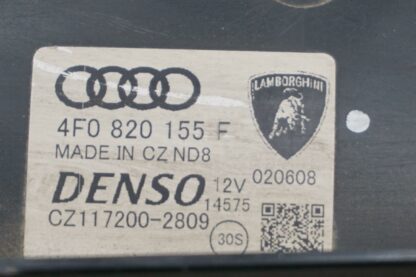 LAMBORGHINI
4F0 820 155 F
MADE IN CZ ND8
020608
DENSO 12V
14575
CZ117200-2809
30S